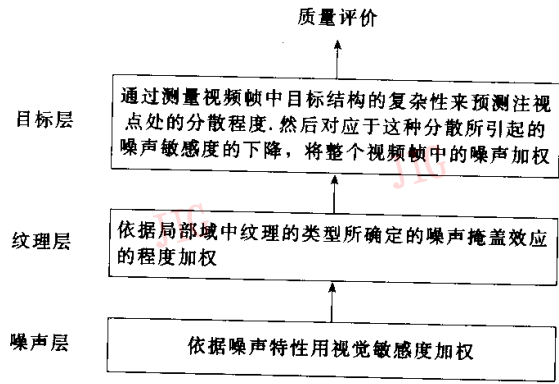 质量评价
目标层
通过测量视频帧中目标结构的复杂性来预测注视
点处的分散程度.然后对应于这种分散所引起的
噪声敏感度的下降，将整个视频帧中的噪声加权
纹理层
依据局部域中纹理的类型所确定的噪声掩盖效应
的程度加权
噪声层
依据噪声特性用视觉敏感度加权
JIG
JIG